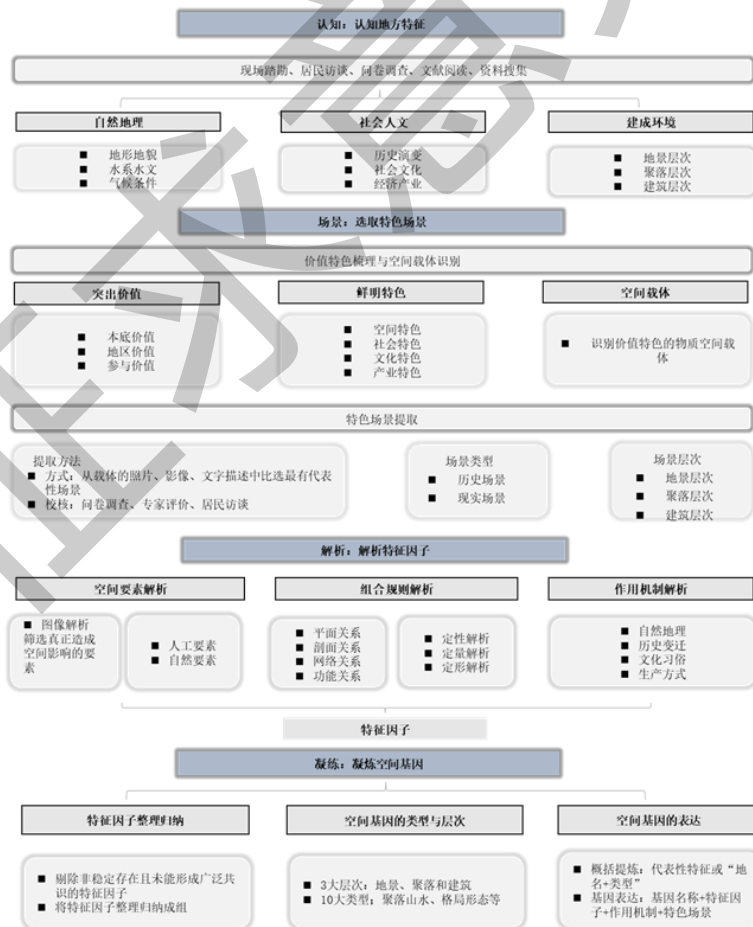 认知：认知地方特征
现场踏勘、居民访谈、问卷调查、文献阅读、资料搜集
自然地理
社会人文
建成环境
■ 地形地貌
■ 水系水文
■ 气候条件
■ 历史演变
■ 社会文化
■ 经济产业
■ 地景层次
■ 聚落层次
■ 建筑层次
场景：选取特色场景
价值特色梳理与空间载体识别
突出价值
鲜明特色
空间载体
■ 本底价值
■ 地区价值
■ 参与价值
■ 空间特色
■ 社会特色
■ 文化特色
■ 产业特色
■ 识别价值特色的物质空间载
体
特色场景提取
提取方法
■ 方式：从载体的照片、影像、文字描述中比选最有代表
性场景
■ 校核：问卷调查、专家评价、居民访谈
场景类型
■ 历史场景
■ 现实场景
场景层次
■ 地景层次
■ 聚落层次
■ 建筑层次
解析：解析特征因子
空间要素解析
组合规则解析
作用机制解析
■ 图像解析
筛选真正造成
空间影响的要
素
■ 人工要素
■ 自然要素
■ 平面关系
■ 剖面关系
■ 网络关系
■ 功能关系
■ 定性解析
■ 定量解析
■ 定形解析
■ 自然地理
■ 历史变迁
■ 文化习俗
■ 生产方式
特征因子
凝练：凝炼空间基因
特征因子整理归纳
空间基因的类型与层次
空间基因的表达
■ 剔除非稳定存在且未能形成广泛共
识的特征因子
■ 将特征因子整理归纳成组
■ 3大层次：地景、聚落和建筑
■ 10大类型：聚落山水、格局形态等
■ 概括提炼：代表性特征或“地
名+类型”
■ 基因表达：基因名称+特征因
子+作用机制+特色场景
征求意